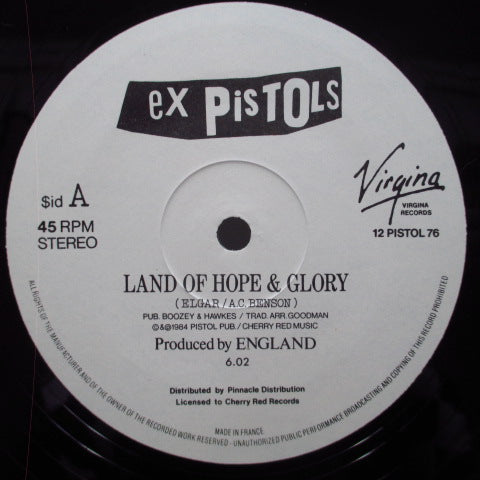 ex PISTOLS
$id A
45 RPM
STEREO
Virgina
VIRGINA
RECORDS
12 PISTOL 76
LAND OF HOPE & GLORY
(ELGAR/A.C.BENSON)
PUB. BOOZEY & HAWKES / TRAD. ARR. GOODMAN
©&@1984 PISTOL PUB./CHERRY RED MUSIC
Produced by ENGLAND
6.02
Distributed by Pinnacle Distribution
Licensed to Cherry Red Records
MADE IN FRANCE
ALL RIGHTS OF THE MANUFACTURER AND OF THE OWNER OF THE RECORDED WORK RESERVED - UNAUTHORIZED PUBLIC PERFORMANCE BROADCASTING AND COPYING OF THIS RECORD PROHIBITED